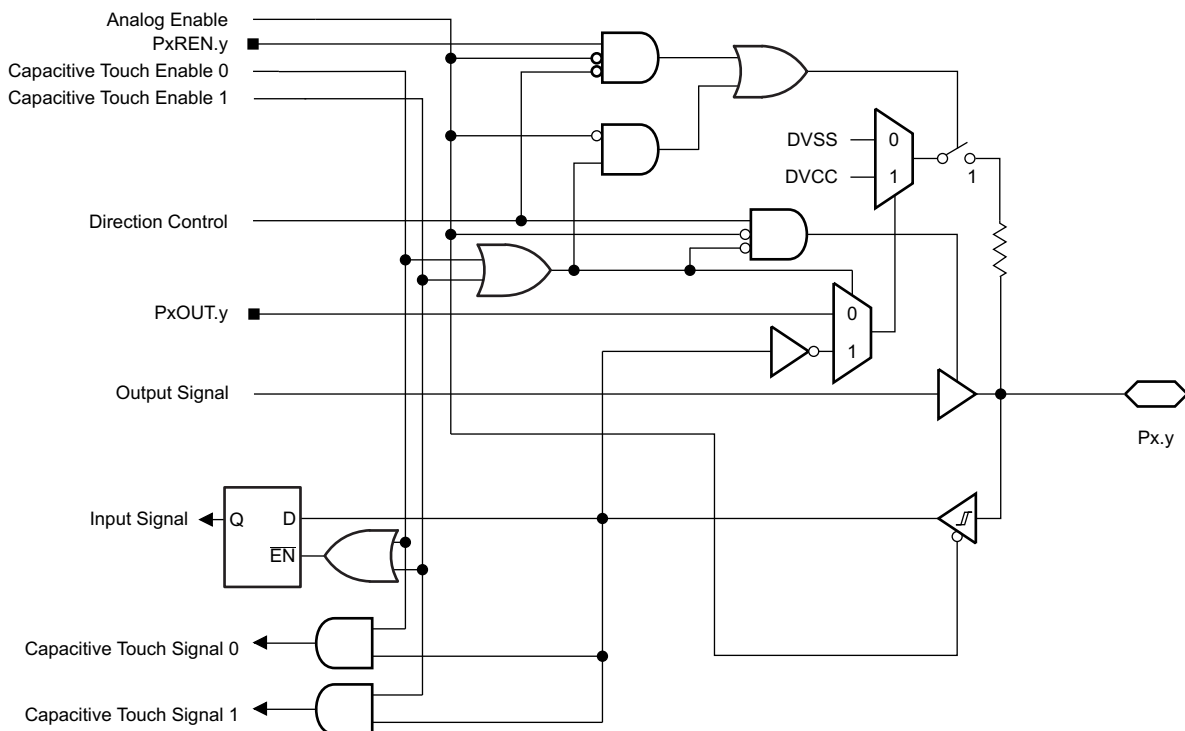 Analog Enable
PxREN.y
Capacitive Touch Enable 0
Capacitive Touch Enable 1
DVSS
0
DVCC
1
1
Direction Control
PxOUT.y
0
1
Output Signal
Px.y
Input Signal
Q
D
EN
Capacitive Touch Signal 0
Capacitive Touch Signal 1